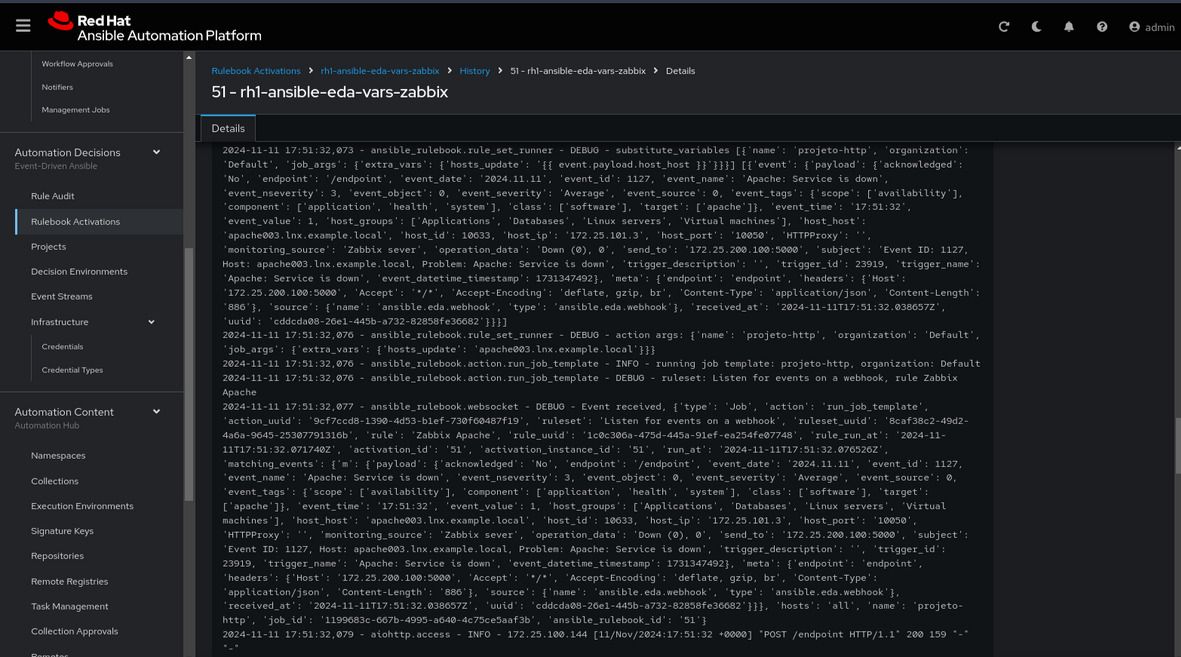 Red Hat
Ansible Automation Platform
admin
Workflow Approvals
Notifiers
Management Jobs
Automation Decisions
Event-Driven Ansible
Rule Audit
Rulebook Activations
Projects
Decision Environments
Event Streams
Infrastructure
Credentials
Credential Types
Automation Content
Automation Hub
Namespaces
Collections
Execution Environments
Signature Keys
Repositories
Remote Registries
Task Management
Collection Approvals
Remotes
Rulebook Activations > rh1-ansible-eda-vars-zabbix > History > 51 - rh1-ansible-eda-vars-zabbix > Details
51 - rh1-ansible-eda-vars-zabbix
Details
2024-11-11 17:51:32,073 - ansible_rulebook.rule_set_runner - DEBUG - substitute_variables [{'name': 'projeto-http', 'organization':
'Default', 'job_args': {'extra_vars': {'hosts_update': '{{ event.payload.host_host }}'}}}] [{'event': {'payload': {'acknowledged':
'No', 'endpoint': '/endpoint', 'event_date': '2024.11.11', 'event_id': 1127, 'event_name': 'Apache: Service is down',
'event_nseverity': 3, 'event_object': 0, 'event_severity': 'Average', 'event_source': 0, 'event_tags': {'scope': ['availability'],
'component': ['application', 'health', 'system'], 'class': ['software'], 'target': ['apache']}, 'event_time': '17:51:32',
'event_value': 1, 'host_groups': ['Applications', 'Databases', 'Linux servers', 'Virtual machines'], 'host_host':
'apache003.lnx.example.local', 'host_id': 10633, 'host_ip': '172.25.101.3', 'host_port': '10050', 'HTTPProxy': '',
'monitoring_source': 'Zabbix sever', 'operation_data': 'Down (0), 0', 'send_to': '172.25.200.100:5000', 'subject': 'Event ID: 1127,
Host: apache003.lnx.example.local, Problem: Apache: Service is down', 'trigger_description': '', 'trigger_id': 23919, 'trigger_name':
'Apache: Service is down', 'event_datetime_timestamp': 1731347492}, 'meta': {'endpoint': 'endpoint', 'headers': {'Host':
'172.25.200.100:5000', 'Accept': '*/*', 'Accept-Encoding': 'deflate, gzip, br', 'Content-Type': 'application/json', 'Content-Length':
'886'}, 'source': {'name': 'ansible.eda.webhook', 'type': 'ansible.eda.webhook'}, 'received_at': '2024-11-11T17:51:32.038657Z',
'uuid': 'cddcda08-26e1-445b-a732-82858fe36682'}}}]
2024-11-11 17:51:32,076 - ansible_rulebook.rule_set_runner - DEBUG - action args: {'name': 'projeto-http', 'organization': 'Default',
'job_args': {'extra_vars': {'hosts_update': 'apache003.lnx.example.local'}}}
2024-11-11 17:51:32,076 - ansible_rulebook.action.run_job_template - INFO - running job template: projeto-http, organization: Default
2024-11-11 17:51:32,076 - ansible_rulebook.action.run_job_template - DEBUG - ruleset: Listen for events on a webhook, rule Zabbix
Apache
2024-11-11 17:51:32,077 - ansible_rulebook.websocket - DEBUG - Event received, {'type': 'Job', 'action': 'run_job_template',
'action_uuid': '9cf7ccd8-1390-4d53-b1ef-730f60487f19', 'ruleset': 'Listen for events on a webhook', 'ruleset_uuid': '8caf38c2-49d2-
4a6a-9645-25307791316b', 'rule': 'Zabbix Apache', 'rule_uuid': '1c0c306a-475d-445a-91ef-ea254fe07748', 'rule_run_at': '2024-11-
11T17:51:32.071740Z', 'activation_id': '51', 'activation_instance_id': '51', 'run_at': '2024-11-11T17:51:32.076526Z',
'matching_events': {'m': {'payload': {'acknowledged': 'No', 'endpoint': '/endpoint', 'event_date': '2024.11.11', 'event_id': 1127,
'event_name': 'Apache: Service is down', 'event_nseverity': 3, 'event_object': 0, 'event_severity': 'Average', 'event_source': 0,
'event_tags': {'scope': ['availability'], 'component': ['application', 'health', 'system'], 'class': ['software'], 'target':
['apache']}, 'event_time': '17:51:32', 'event_value': 1, 'host_groups': ['Applications', 'Databases', 'Linux servers', 'Virtual
machines'], 'host_host': 'apache003.lnx.example.local', 'host_id': 10633, 'host_ip': '172.25.101.3', 'host_port': '10050',
'HTTPProxy': '', 'monitoring_source': 'Zabbix sever', 'operation_data': 'Down (0), 0', 'send_to': '172.25.200.100:5000', 'subject':
'Event ID: 1127, Host: apache003.lnx.example.local, Problem: Apache: Service is down', 'trigger_description': '', 'trigger_id':
23919, 'trigger_name': 'Apache: Service is down', 'event_datetime_timestamp': 1731347492}, 'meta': {'endpoint': 'endpoint',
'headers': {'Host': '172.25.200.100:5000', 'Accept': '*/*', 'Accept-Encoding': 'deflate, gzip, br', 'Content-Type':
'application/json', 'Content-Length': '886'}, 'source': {'name': 'ansible.eda.webhook', 'type': 'ansible.eda.webhook'},
'received_at': '2024-11-11T17:51:32.038657Z', 'uuid': 'cddcda08-26e1-445b-a732-82858fe36682'}}}, 'hosts': 'all', 'name': 'projeto-
http', 'job_id': '1199683c-667b-4995-a640-4c75ce5aaf3b', 'ansible_rulebook_id': '51'}
2024-11-11 17:51:32,079 - aiohttp.access - INFO - 172.25.100.144 [11/Nov/2024:17:51:32 +0000] "POST /endpoint HTTP/1.1" 200 159 "-"
"-"